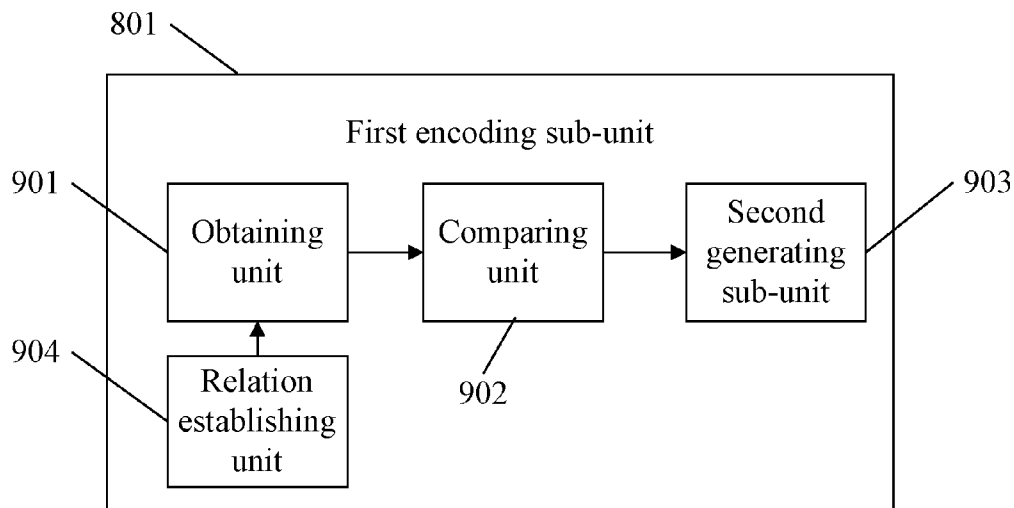 801
First encoding sub-unit
901
Obtaining
unit
Comparing
unit
Second
generating
sub-unit
903
904
Relation
establishing
unit
902